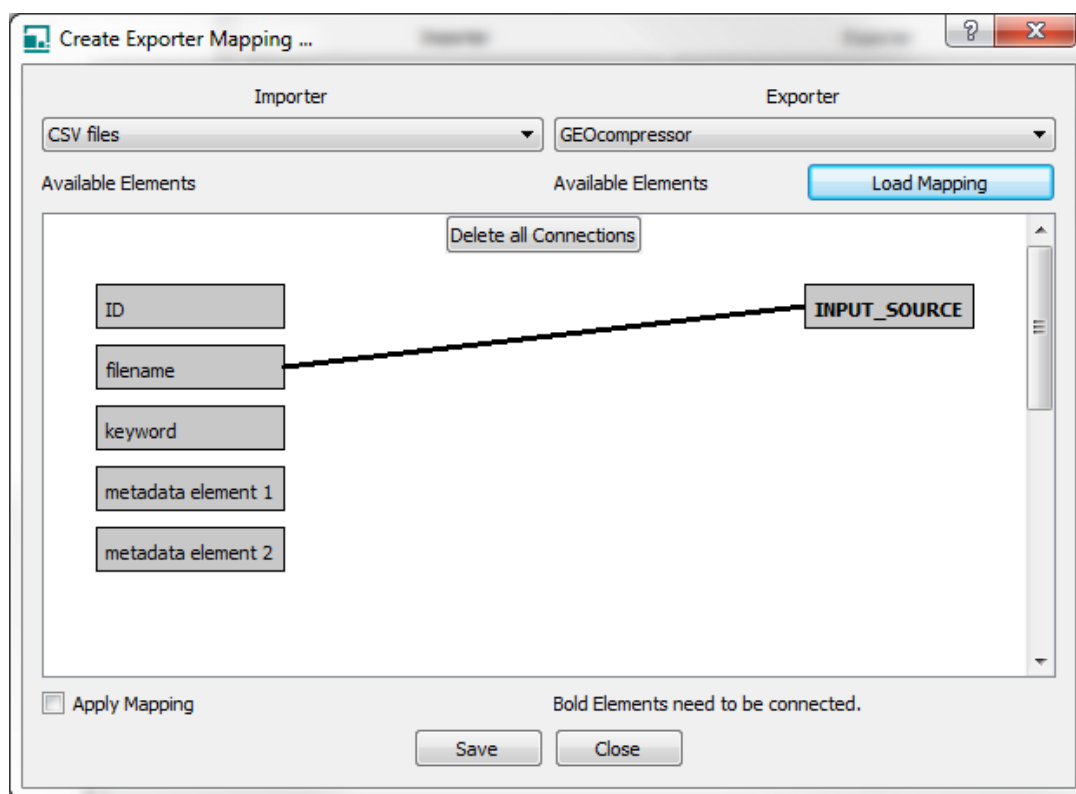 Create Exporter Mapping ...
Importer
Exporter
CSV files
GEOcompressor
Available Elements
Available Elements
Load Mapping
Delete all Connections
ID
INPUT_SOURCE
filename
keyword
metadata element 1
metadata element 2
Apply Mapping
Bold Elements need to be connected.
Save
Close